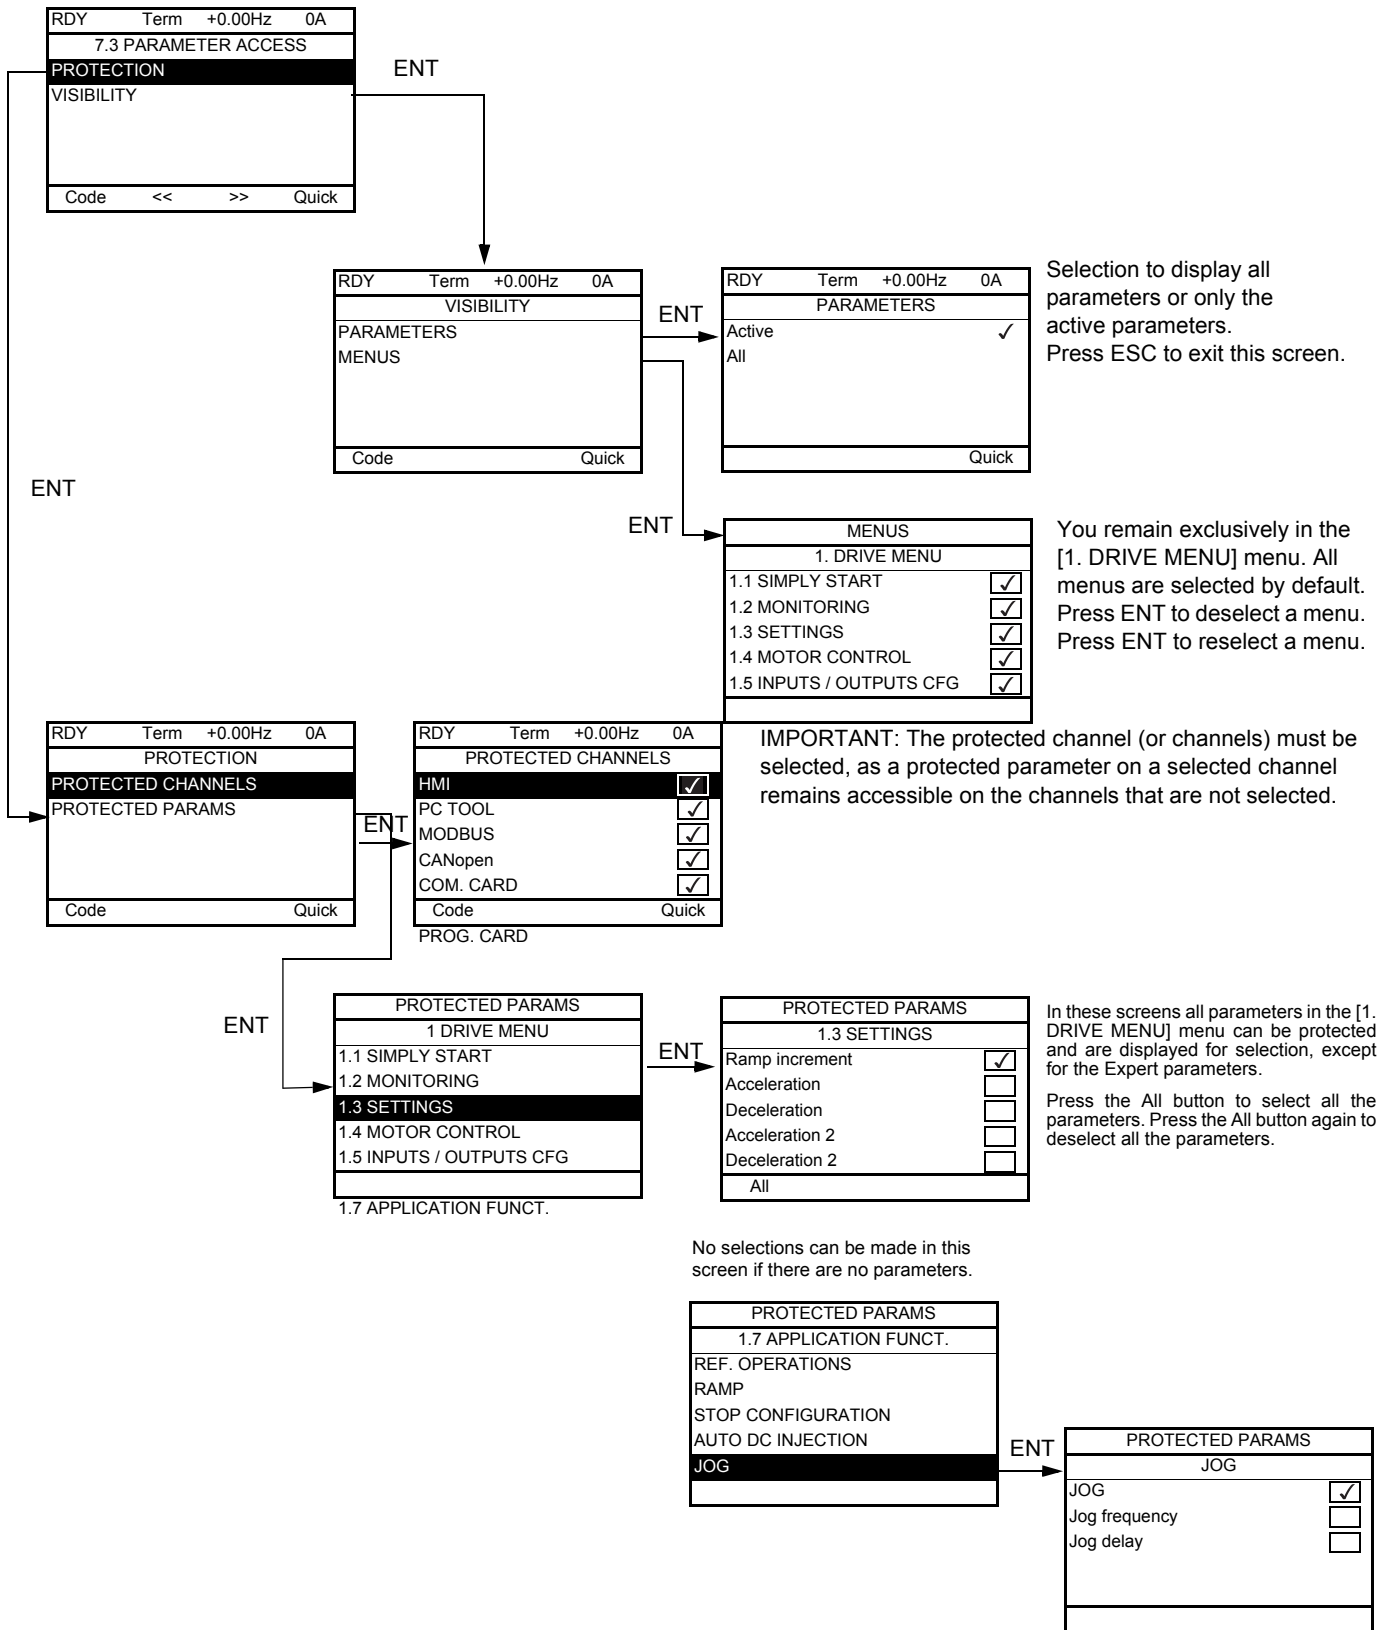 RDY Term +0.00Hz 0A
7.3 PARAMETER ACCESS
PROTECTION
VISIBILITY
Code << >> Quick
ENT
RDY Term +0.00Hz 0A
VISIBILITY
PARAMETERS
MENUS
Code Quick
ENT
RDY Term +0.00Hz 0A
PARAMETERS
Active ✓
All
Quick
Selection to display all
parameters or only the
active parameters.
Press ESC to exit this screen.
ENT
ENT
MENUS
1. DRIVE MENU
1.1 SIMPLY START ✓
1.2 MONITORING ✓
1.3 SETTINGS ✓
1.4 MOTOR CONTROL ✓
1.5 INPUTS / OUTPUTS CFG ✓
You remain exclusively in the
[1. DRIVE MENU] menu. All
menus are selected by default.
Press ENT to deselect a menu.
Press ENT to reselect a menu.
RDY Term +0.00Hz 0A
PROTECTION
PROTECTED CHANNELS
PROTECTED PARAMS
Code Quick
ENT
RDY Term +0.00Hz 0A
PROTECTED CHANNELS
HMI ✓
PC TOOL ✓
MODBUS ✓
CANopen ✓
COM. CARD ✓
Code Quick
PROG. CARD
IMPORTANT: The protected channel (or channels) must be
selected, as a protected parameter on a selected channel
remains accessible on the channels that are not selected.
ENT
PROTECTED PARAMS
1 DRIVE MENU
1.1 SIMPLY START
1.2 MONITORING
1.3 SETTINGS
1.4 MOTOR CONTROL
1.5 INPUTS / OUTPUTS CFG
1.7 APPLICATION FUNCT.
ENT
PROTECTED PARAMS
1.3 SETTINGS
Ramp increment ✓
Acceleration
Deceleration
Acceleration 2
Deceleration 2
All
In these screens all parameters in the [1.
DRIVE MENU] menu can be protected
and are displayed for selection, except
for the Expert parameters.
Press the All button to select all the
parameters. Press the All button again to
deselect all the parameters.
No selections can be made in this
screen if there are no parameters.
PROTECTED PARAMS
1.7 APPLICATION FUNCT.
REF. OPERATIONS
RAMP
STOP CONFIGURATION
AUTO DC INJECTION
JOG
ENT
PROTECTED PARAMS
JOG
JOG ✓
Jog frequency
Jog delay